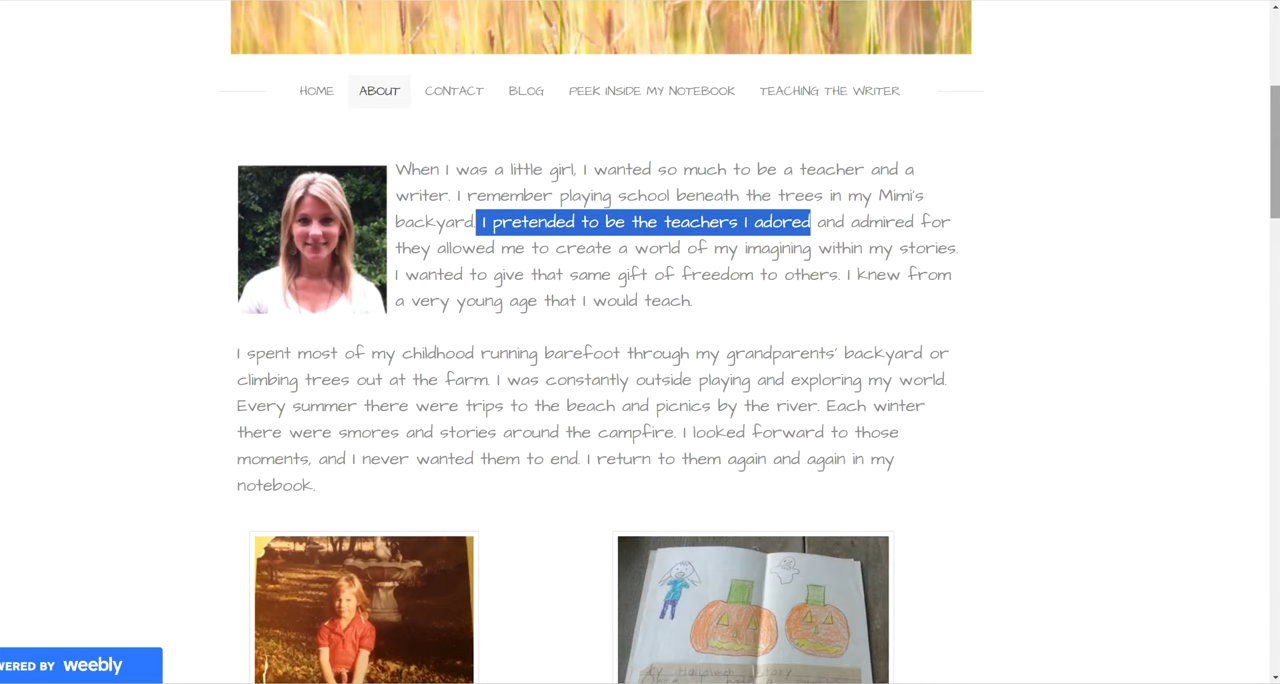 HOME ABOUT CONTACT BLOG PEEK INSIDE MY NOTEBOOK TEACHING THE WRITER
When I was a little girl, I wanted so much to be a teacher and a
writer. I remember playing school beneath the trees in my Mimi's
backyard. I pretended to be the teachers I adored and admired for
they allowed me to create a world of my imagining within my stories.
I wanted to give that same gift of freedom to others. I knew from
a very young age that I would teach.
I spent most of my childhood running barefoot through my grandparents' backyard or
climbing trees out at the farm. I was constantly outside playing and exploring my world.
Every summer there were trips to the beach and picnics by the river. Each winter
there were smores and stories around the campfire. I looked forward to those
moments, and I never wanted them to end. I return to them again and again in my
notebook.
My Halloween Story
WERED BY weebly